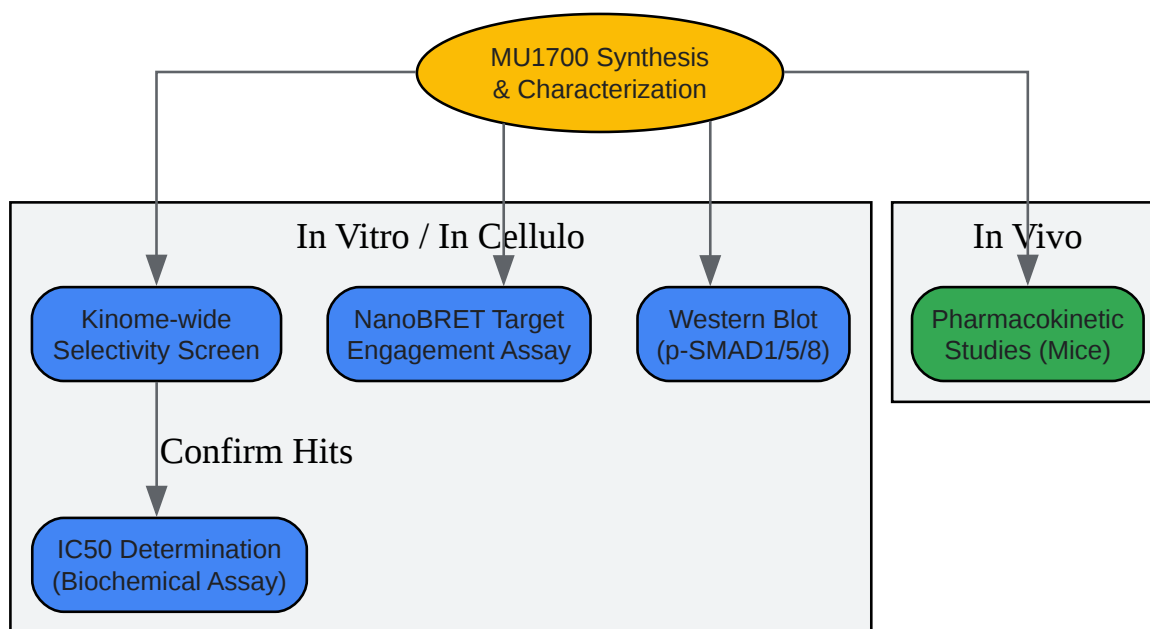 MU1700 Synthesis
& Characterization
In Vitro / In Cellulo
In Vivo
Kinome-wide
Selectivity Screen
NanoBRET Target
Engagement Assay
Western Blot
(p-SMAD1/5/8)
Pharmacokinetic
Studies (Mice)
Confirm Hits
IC50 Determination
(Biochemical Assay)